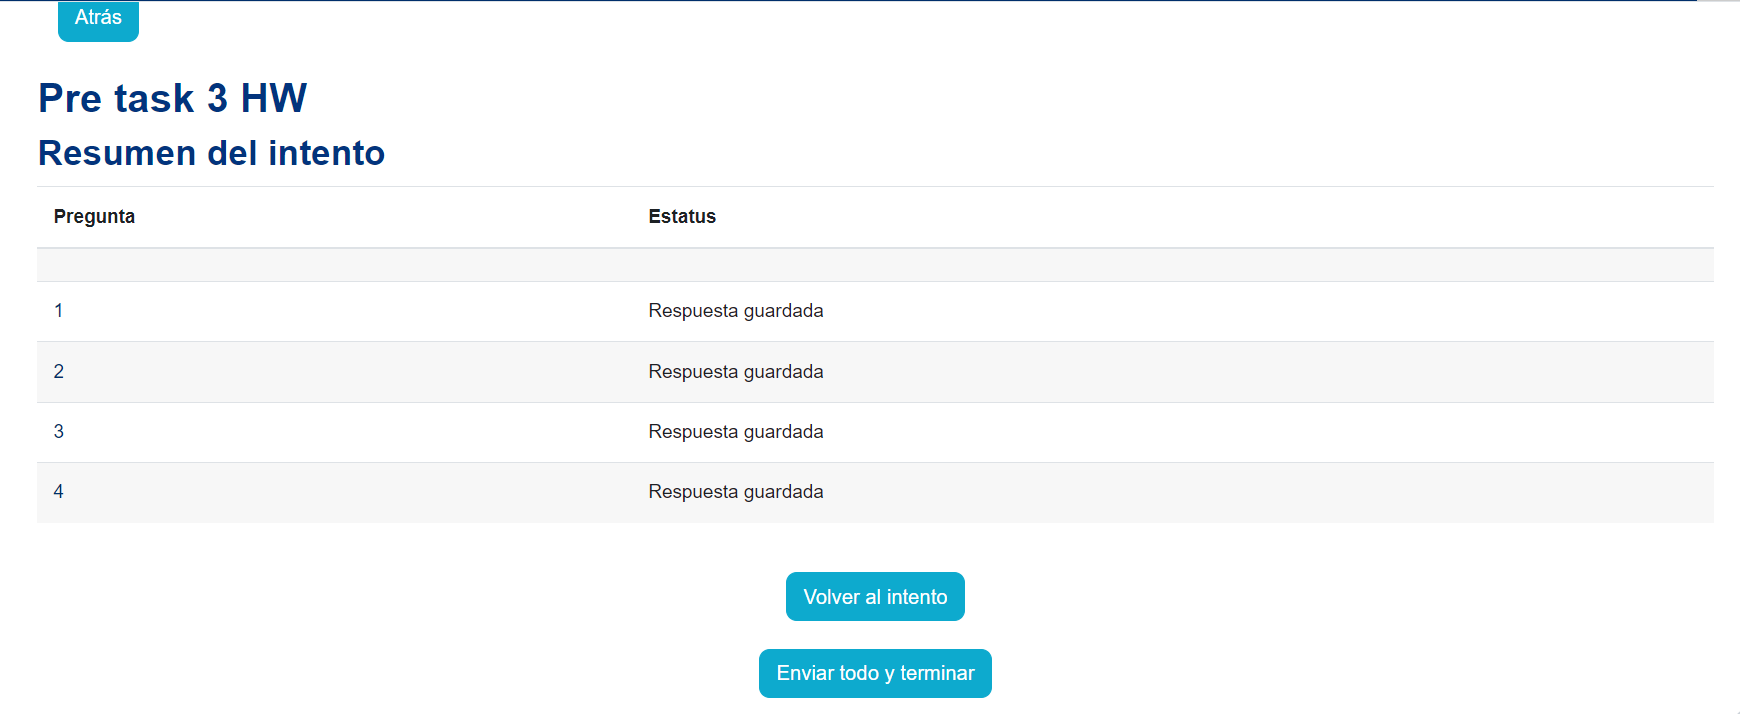 Atrás
Pre task 3 HW
Resumen del intento
Pregunta Estatus
1 Respuesta guardada
2 Respuesta guardada
3 Respuesta guardada
4 Respuesta guardada
Volver al intento
Enviar todo y terminar